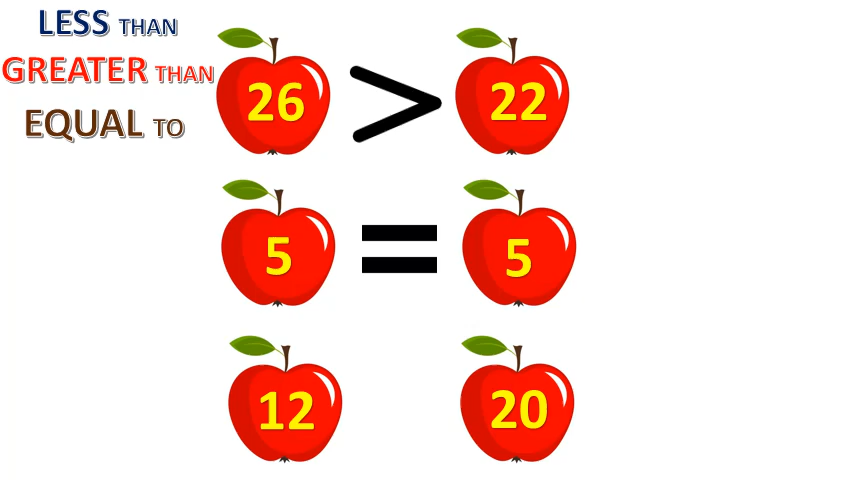 LESS THAN
GREATER THAN
EQUAL TO
26 > 22
5 = 5
12 20